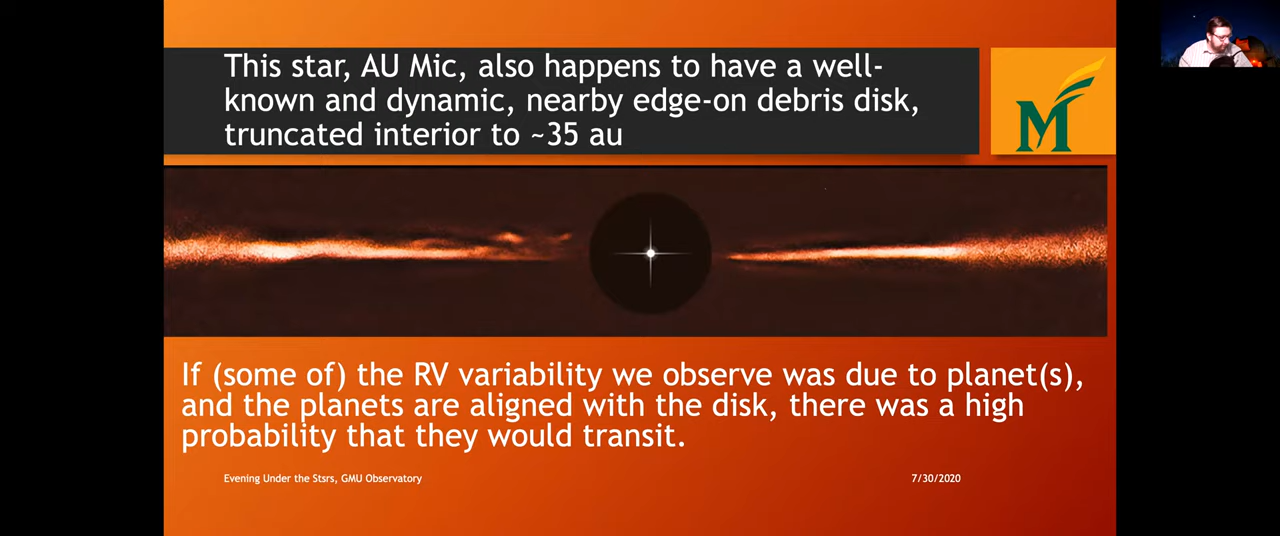 This star, AU Mic, also happens to have a well-
known and dynamic, nearby edge-on debris disk,
truncated interior to ~35 au
M
If (some of) the RV variability we observe was due to planet(s),
and the planets are aligned with the disk, there was a high
probability that they would transit.
Evening Under the Stsrs, GMU Observatory
7/30/2020